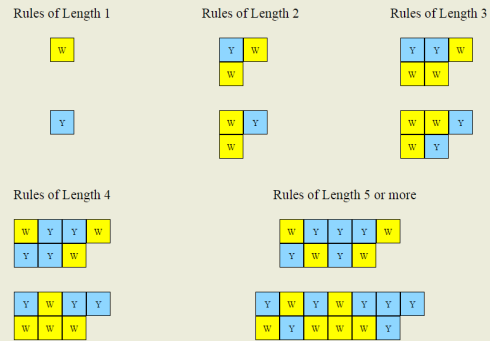 Rules of Length 1
Rules of Length 2
Rules of Length 3
W
Y W
W
Y Y W
W W
Y
W Y
W
W W Y
W Y
Rules of Length 4
Rules of Length 5 or more
W Y Y W
Y Y W
W Y Y Y W
Y W Y W
Y W Y Y
W W W
Y W Y W Y Y Y
W Y W W W Y